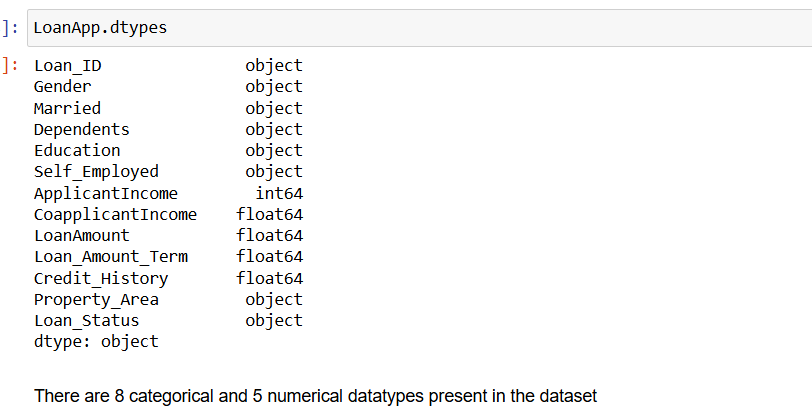 ]: LoanApp.dtypes
]: Loan_ID object
Gender object
Married object
Dependents object
Education object
Self_Employed object
ApplicantIncome int64
CoapplicantIncome float64
LoanAmount float64
Loan_Amount_Term float64
Credit_History float64
Property_Area object
Loan_Status object
dtype: object
There are 8 categorical and 5 numerical datatypes present in the dataset